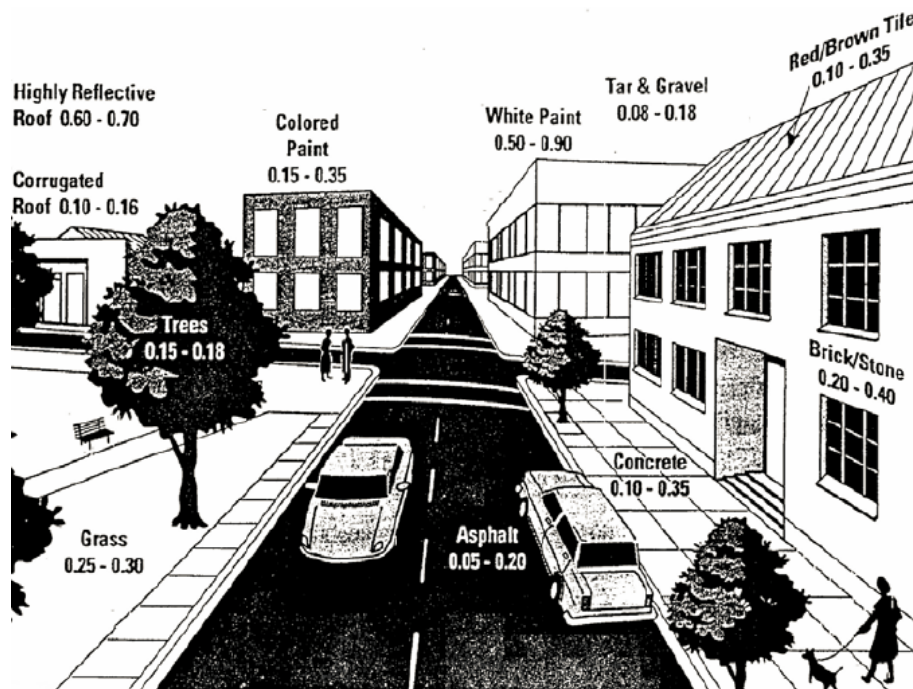 Highly Reflective
Roof 0.60 - 0.70
Corrugated
Roof 0.10 - 0.16
Colored
Paint
0.15 - 0.35
White Paint
0.50 - 0.90
Tar & Gravel
0.08 - 0.18
Red/Brown Tile
0.10 - 0.35
Trees
0.15 - 0.18
Brick/Stone
0.20 - 0.40
Concrete
0.10 - 0.35
Grass
0.25 - 0.30
Asphalt
0.05 - 0.20